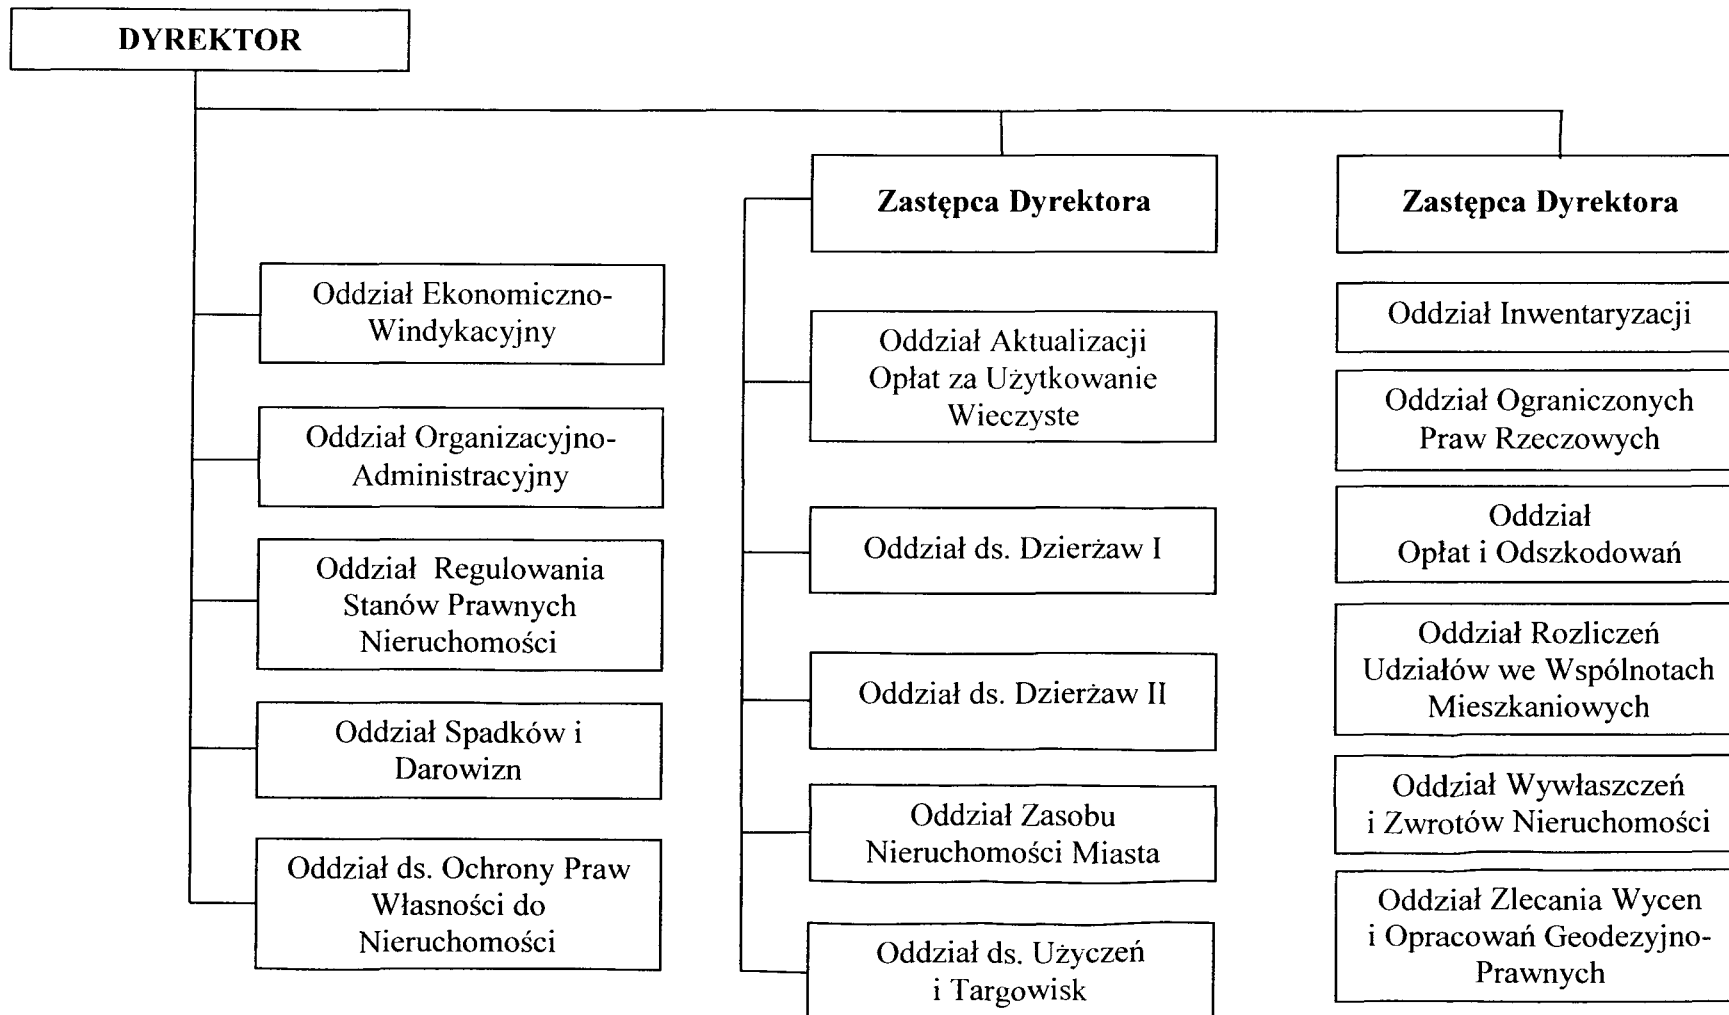 DYREKTOR
Zastępca Dyrektora
Zastępca Dyrektora
Oddział Ekonomiczno-
Windykacyjny
Oddział Organizacyjno-
Administracyjny
Oddział Regulowania
Stanów Prawnych
Nieruchomości
Oddział Spadków i
Darowizn
Oddział ds. Ochrony Praw
Własności do
Nieruchomości
Oddział Aktualizacji
Opłat za Użytkowanie
Wieczyste
Oddział ds. Dzierżaw I
Oddział ds. Dzierżaw II
Oddział Zasobu
Nieruchomości Miasta
Oddział ds. Użyczeń
i Targowisk
Oddział Inwentaryzacji
Oddział Ograniczonych
Praw Rzeczowych
Oddział
Opłat i Odszkodowań
Oddział Rozliczeń
Udziałów we Wspólnotach
Mieszkaniowych
Oddział Wywłaszczeń
i Zwrotów Nieruchomości
Oddział Zlecania Wycen
i Opracowań Geodezyjno-
Prawnych